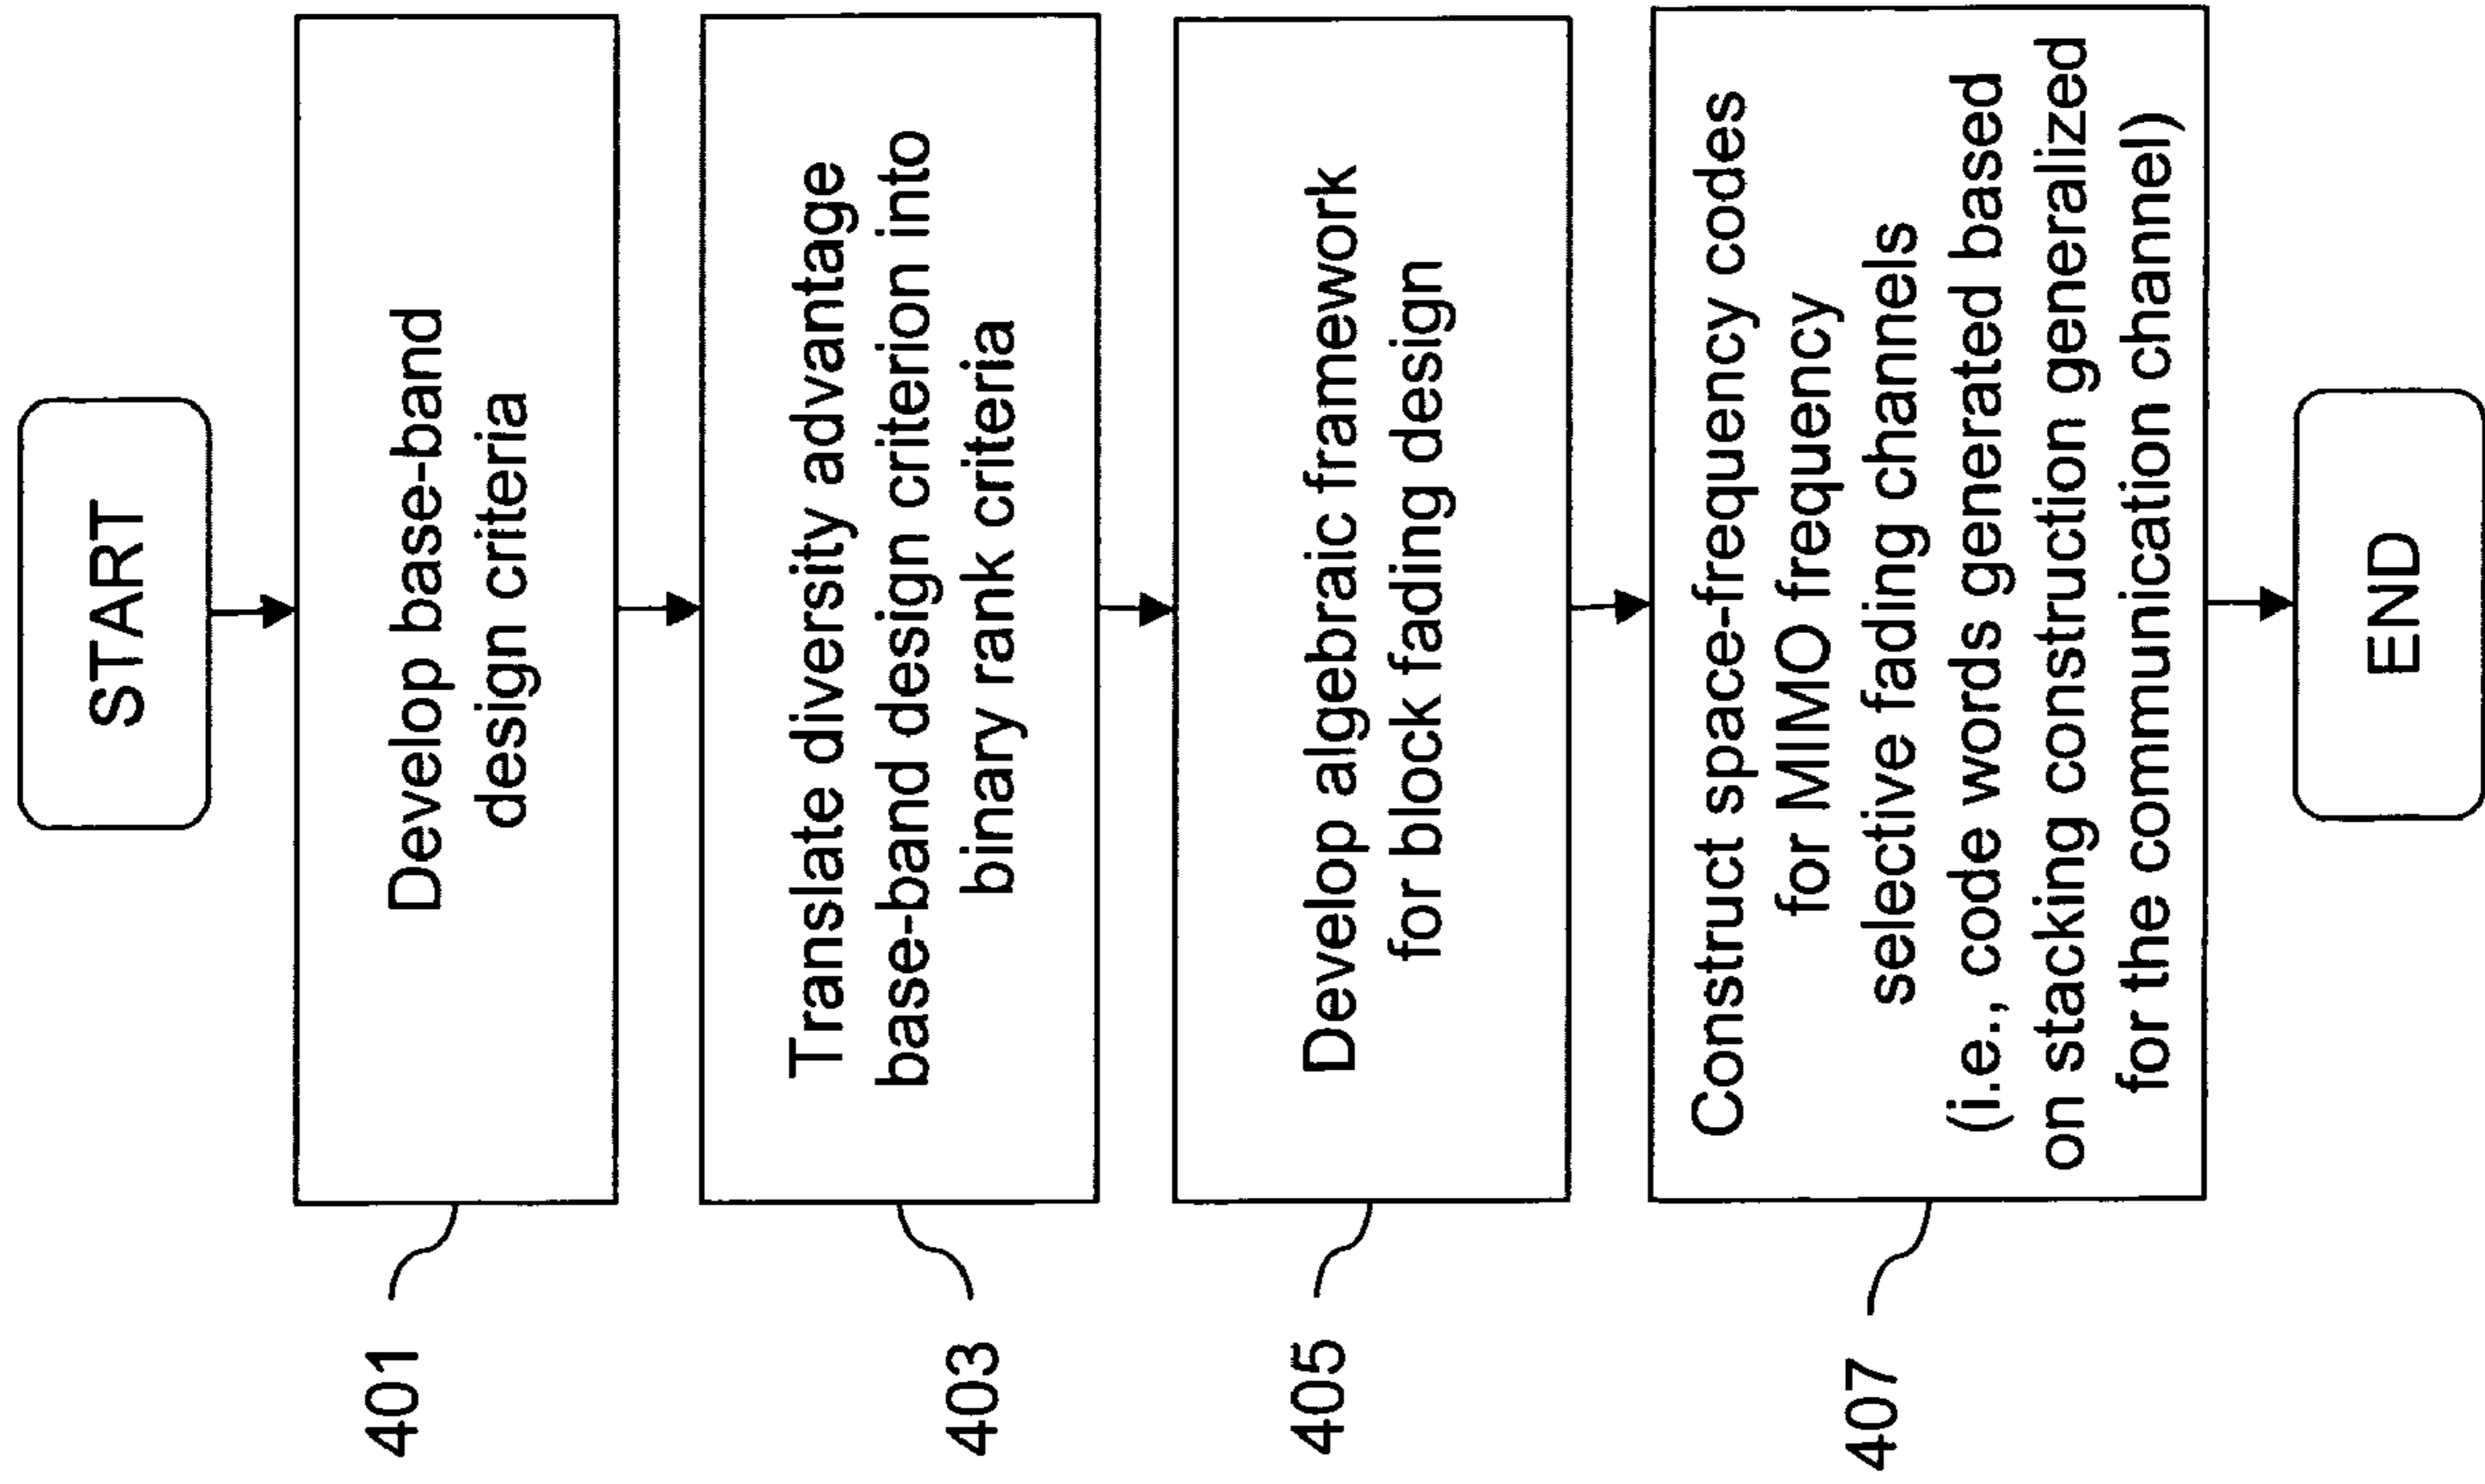 START
401
Develop base-band
design criteria
403
Translate diversity advantage
base-band design criterion into
binary rank criteria
405
Develop algebraic framework
for block fading design
407
Construct space-frequency codes
for MIMO frequency
selective fading channels
(i.e., code words generated based
on stacking construction generalized
for the communication channel)
END